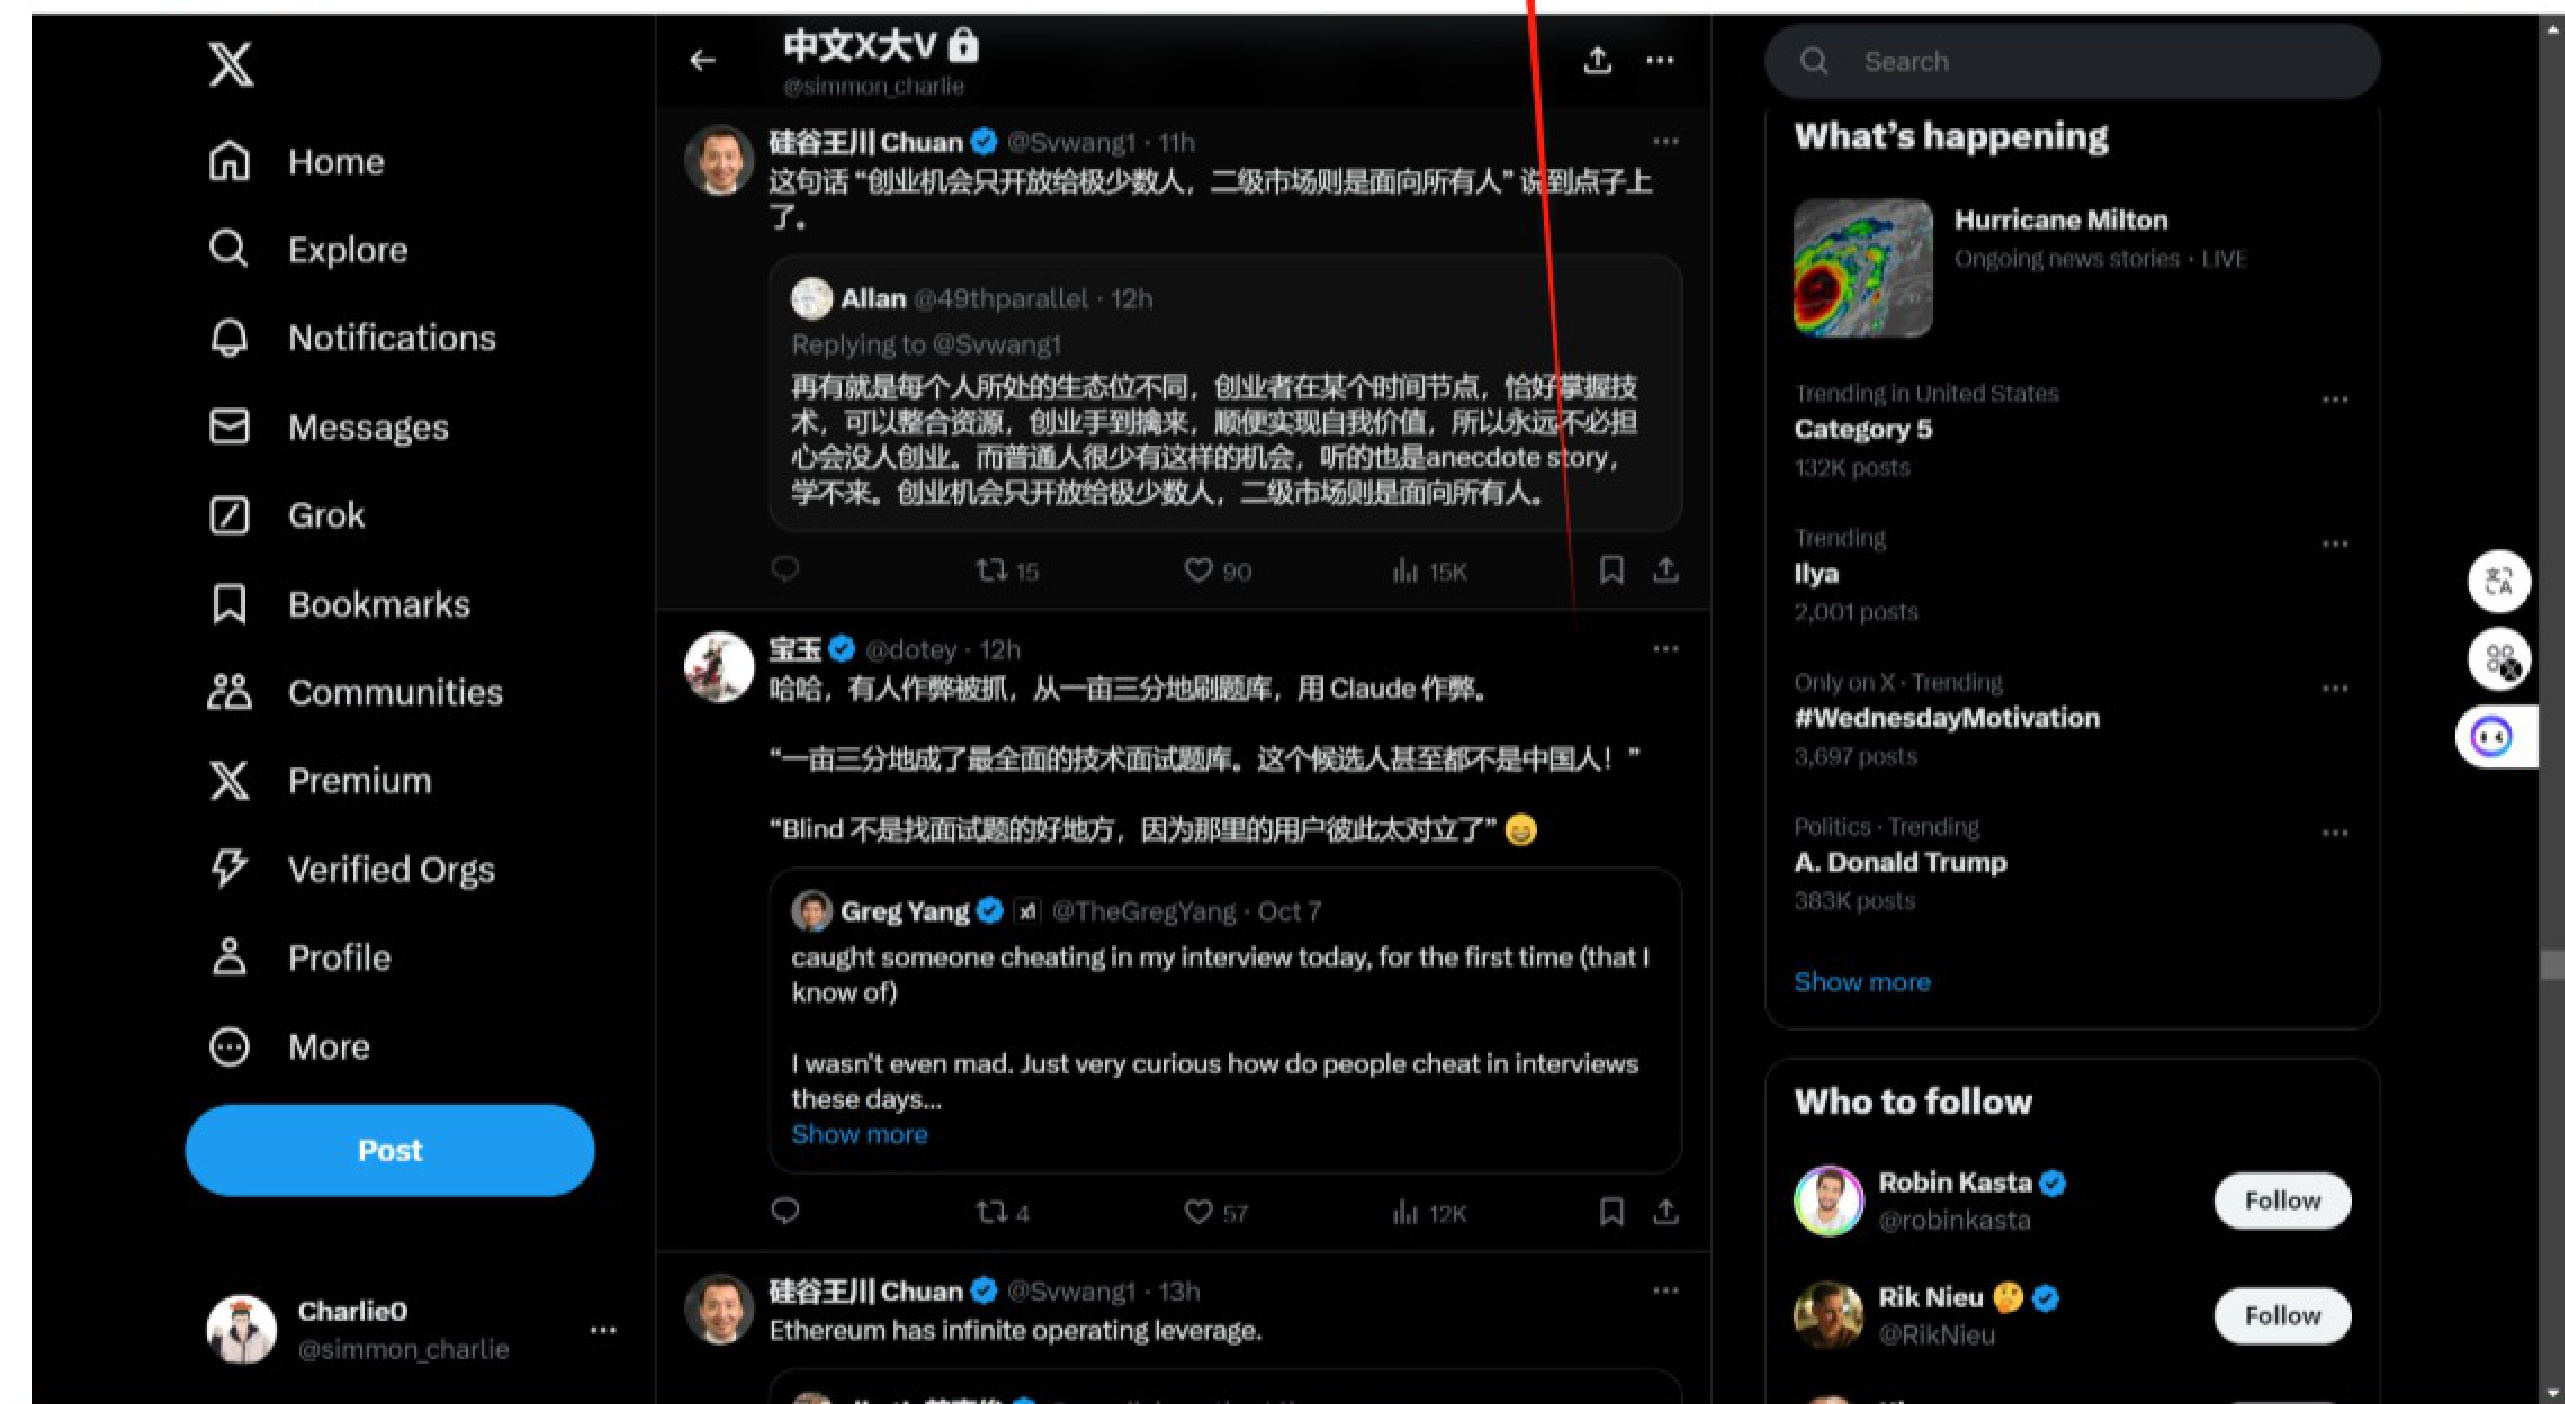 Home
Explore
Notifications
Messages
Grok
Bookmarks
Communities
Premium
Verified Orgs
Profile
More
Post
Charlie0
@simmon_charlie
中文X大V
@simmon_charlie
硅谷王川 Chuan @Svwang1 · 11h
这句话 “创业机会只开放给极少数人，二级市场则是面向所有人” 说到点子上
了。
Allan @49thparallel · 12h
Replying to @Svwang1
再有就是每个人所处的生态位不同，创业者在某个时间节点，恰好掌握技
术，可以整合资源，创业手到擒来，顺便实现自我价值，所以永远不必担
心会没人创业。而普通人很少有这样的机会，听的也是anecdote story，
学不来。创业机会只开放给极少数人，二级市场则是面向所有人。
15 90 15K
宝玉 @dotey · 12h
哈哈，有人作弊被抓，从一亩三分地刷题库，用 Claude 作弊。
“一亩三分地成了最全面的技术面试题库。这个候选人甚至都不是中国人！”
“Blind 不是找面试题的好地方，因为那里的用户彼此太对立了” 😄
Greg Yang @TheGregYang · Oct 7
caught someone cheating in my interview today, for the first time (that I
know of)
I wasn't even mad. Just very curious how do people cheat in interviews
these days...
Show more
4 57 12K
硅谷王川 Chuan @Svwang1 · 13h
Ethereum has infinite operating leverage.
Search
What's happening
Hurricane Milton
Ongoing news stories · LIVE
Trending in United States
Category 5
132K posts
Trending
Ilya
2,001 posts
Only on X · Trending
#WednesdayMotivation
3,697 posts
Politics · Trending
A. Donald Trump
383K posts
Show more
Who to follow
Robin Kasta
@robinkasta
Follow
Rik Nieu 🤔
@RikNieu
Follow